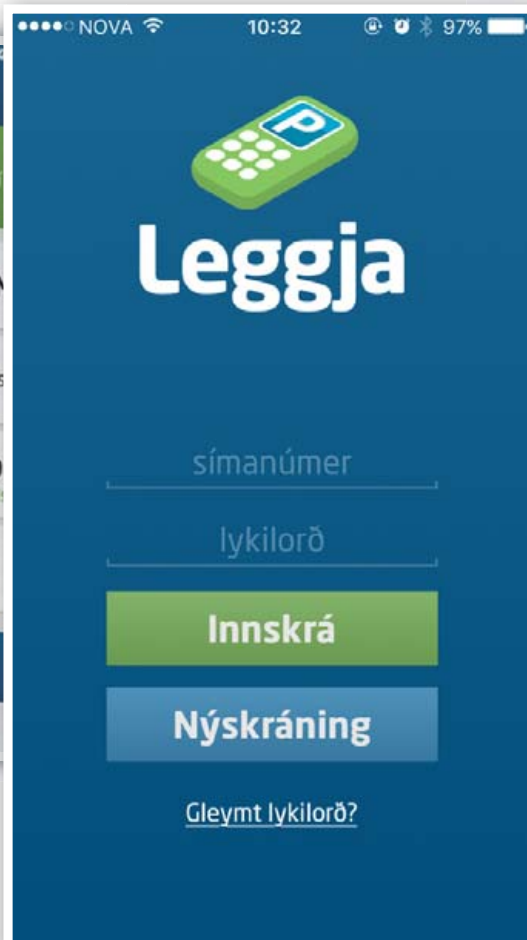 NOVA 10:32 97%
P
Leggja
símanúmer
lykilorð
Innskrá
Nýskráning
Gleymt lykilorð?